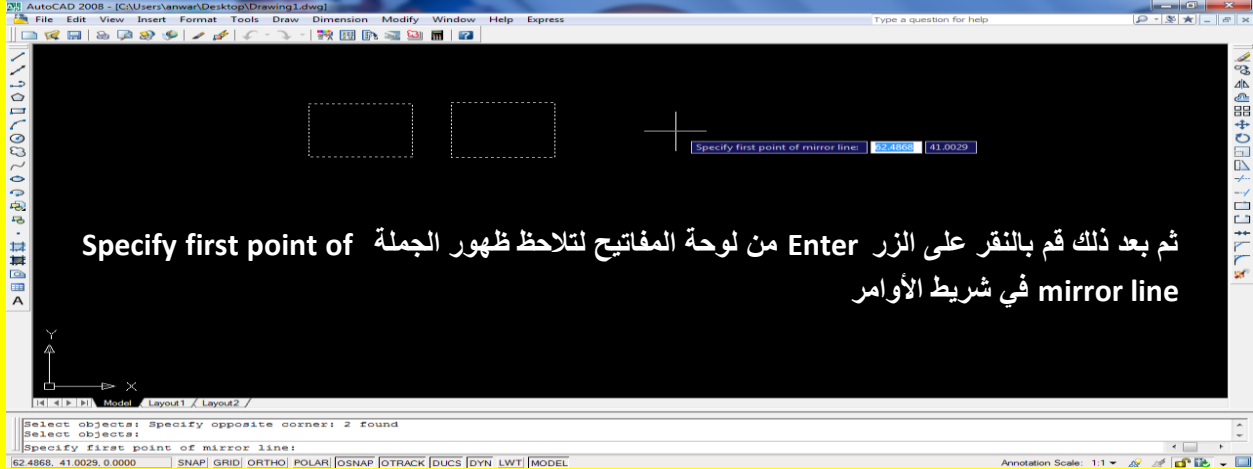 AutoCAD 2008 - [C:\Users\anwar\Desktop\Drawing1.dwg]
File Edit View Insert Format Tools Draw Dimension Modify Window Help Express
Type a question for help
Specify first point of mirror line: 62.4868 41.0029
ثم بعد ذلك قم بالنقر على الزر Enter من لوحة المفاتيح لتلاحظ ظهور الجملة Specify first point of
mirror line في شريط الأوامر
Y
X
Model Layout1 Layout2
Select objects: Specify opposite corner: 2 found
Select objects:
Specify first point of mirror line:
62.4868, 41.0029, 0.0000 SNAP GRID ORTHO POLAR OSNAP OTRACK DUCS DYN LWT MODEL Annotation Scale: 1:1